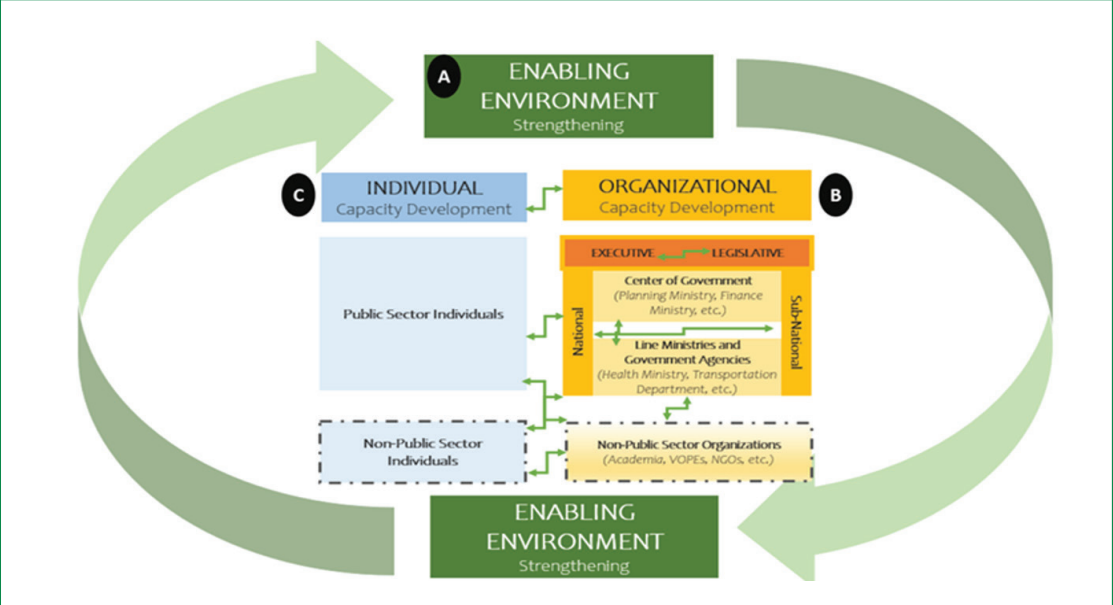 A
ENABLING
ENVIRONMENT
Strengthening
C
INDIVIDUAL
Capacity Development
ORGANIZATIONAL
Capacity Development
B
Public Sector Individuals
EXECUTIVE
LEGISLATIVE
National
Center of Government
(Planning Ministry, Finance
Ministry, etc.)
Line Ministries and
Government Agencies
(Health Ministry, Transportation
Department, etc.)
Sub-National
Non-Public Sector
Individuals
Non-Public Sector Organizations
(Academia, VOPEs, NGOs, etc.)
ENABLING
ENVIRONMENT
Strengthening